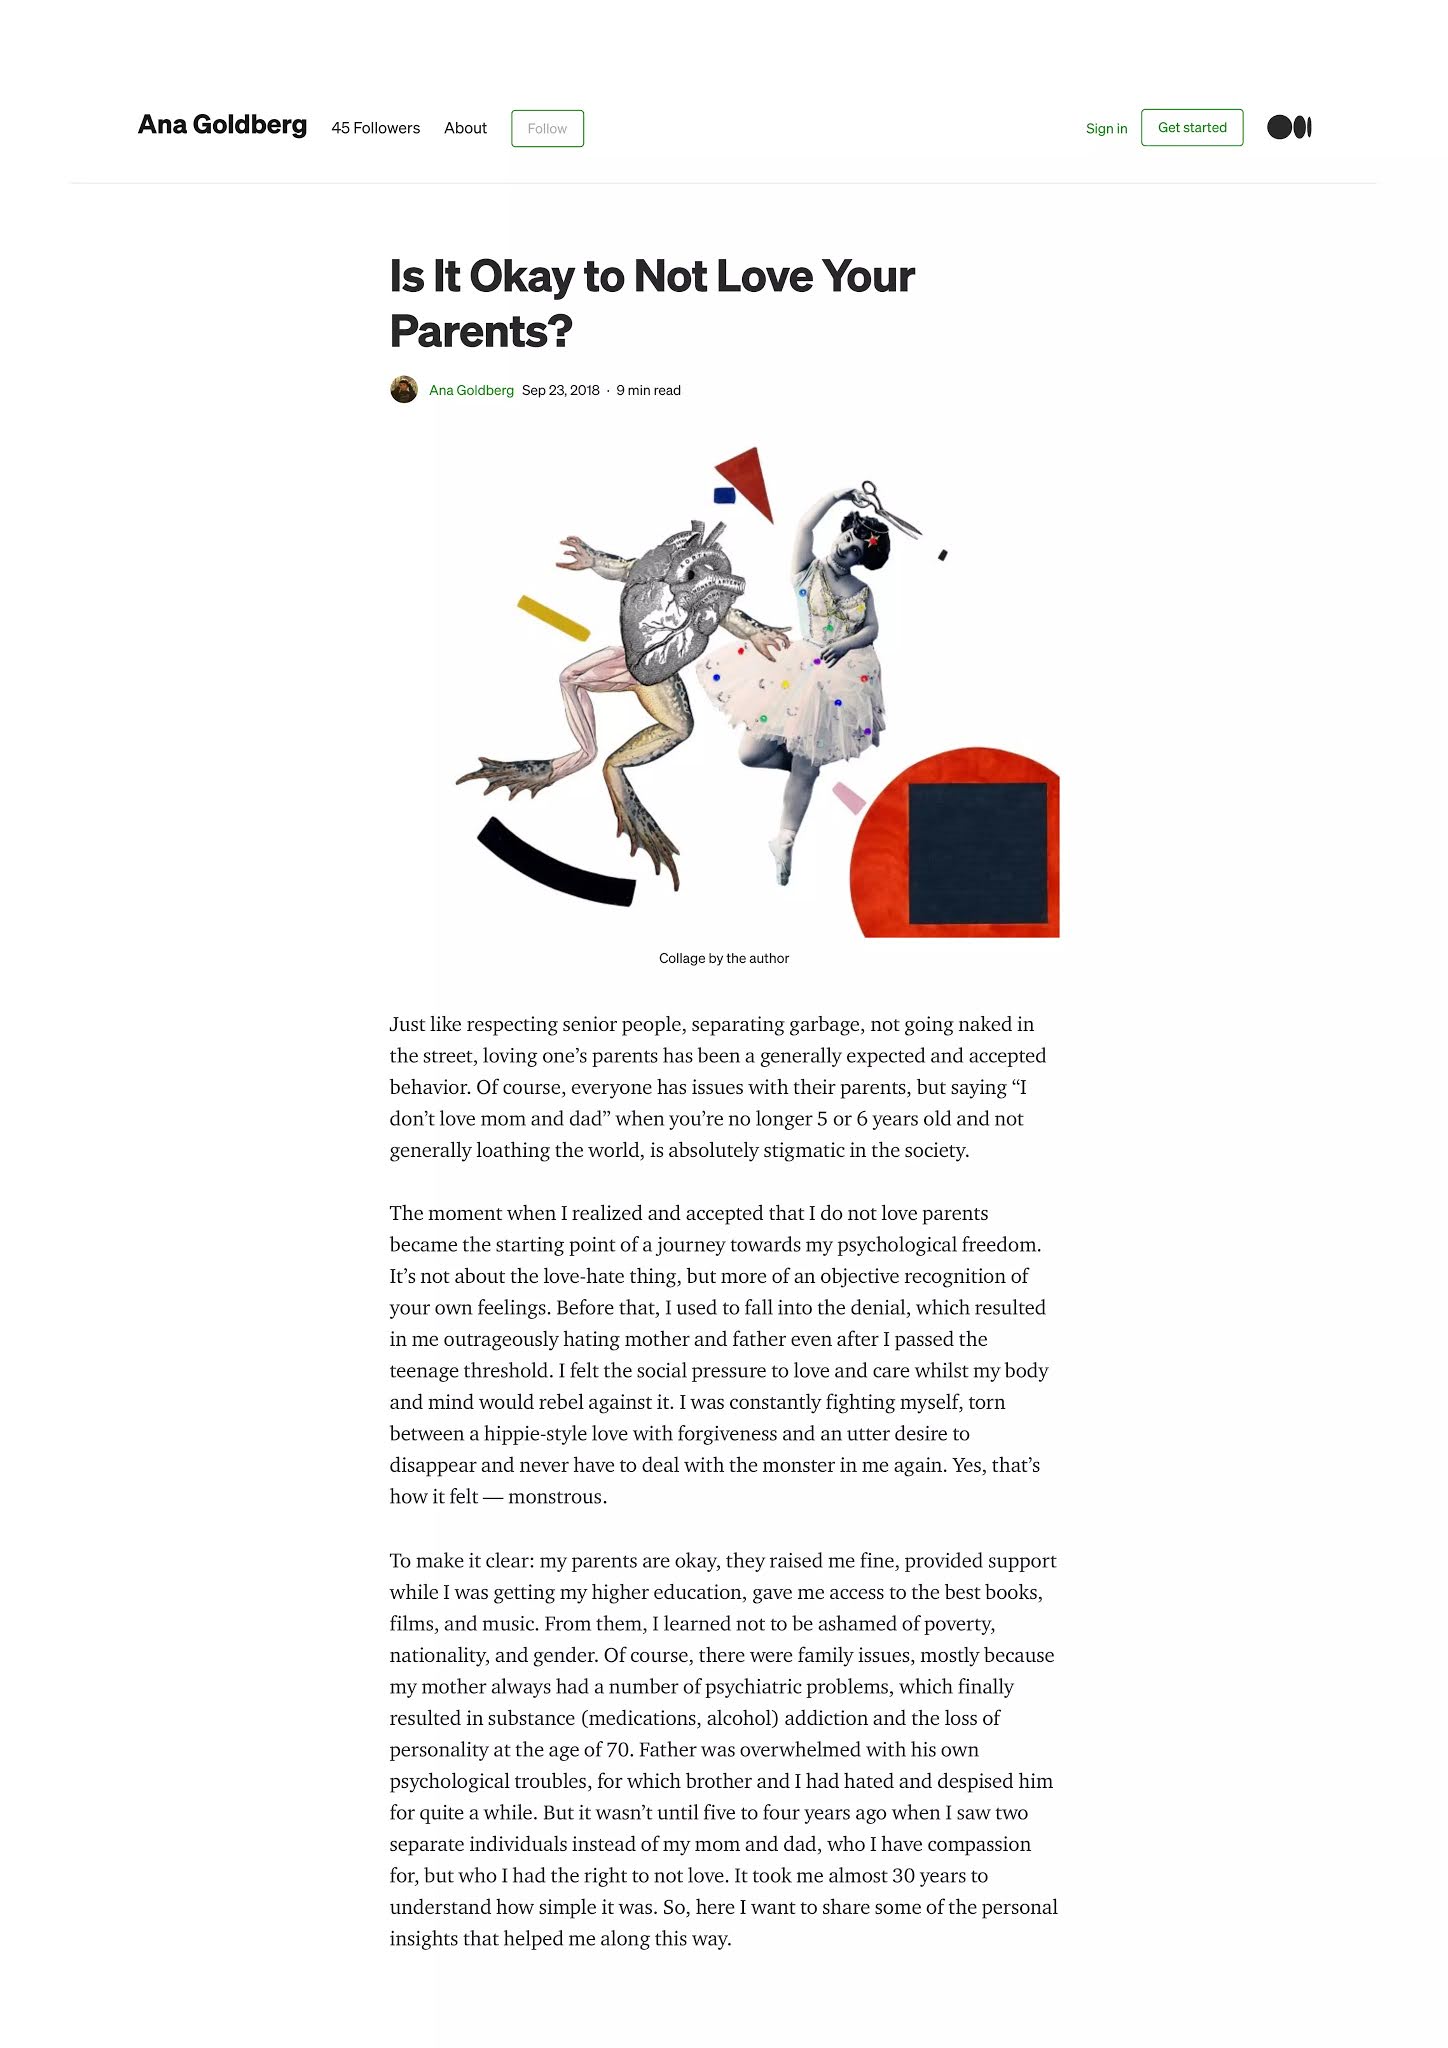 Ana Goldberg 45 Followers About Follow Sign in Get started
Is It Okay to Not Love Your
Parents?
Ana Goldberg Sep 23, 2018 · 9 min read
Collage by the author
Just like respecting senior people, separating garbage, not going naked in
the street, loving one’s parents has been a generally expected and accepted
behavior. Of course, everyone has issues with their parents, but saying “I
don’t love mom and dad” when you’re no longer 5 or 6 years old and not
generally loathing the world, is absolutely stigmatic in the society.
The moment when I realized and accepted that I do not love parents
became the starting point of a journey towards my psychological freedom.
It’s not about the love-hate thing, but more of an objective recognition of
your own feelings. Before that, I used to fall into the denial, which resulted
in me outrageously hating mother and father even after I passed the
teenage threshold. I felt the social pressure to love and care whilst my body
and mind would rebel against it. I was constantly fighting myself, torn
between a hippie-style love with forgiveness and an utter desire to
disappear and never have to deal with the monster in me again. Yes, that’s
how it felt — monstrous.
To make it clear: my parents are okay, they raised me fine, provided support
while I was getting my higher education, gave me access to the best books,
films, and music. From them, I learned not to be ashamed of poverty,
nationality, and gender. Of course, there were family issues, mostly because
my mother always had a number of psychiatric problems, which finally
resulted in substance (medications, alcohol) addiction and the loss of
personality at the age of 70. Father was overwhelmed with his own
psychological troubles, for which brother and I had hated and despised him
for quite a while. But it wasn’t until five to four years ago when I saw two
separate individuals instead of my mom and dad, who I have compassion
for, but who I had the right to not love. It took me almost 30 years to
understand how simple it was. So, here I want to share some of the personal
insights that helped me along this way.